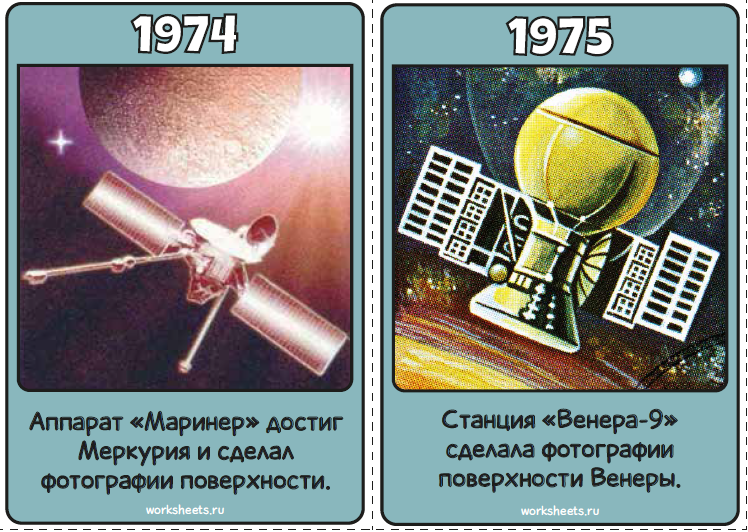 1974
Аппарат «Маринер» достиг
Меркурия и сделал
фотографии поверхности.
worksheets.ru
1975
Станция «Венера-9»
сделала фотографии
поверхности Венеры.
worksheets.ru